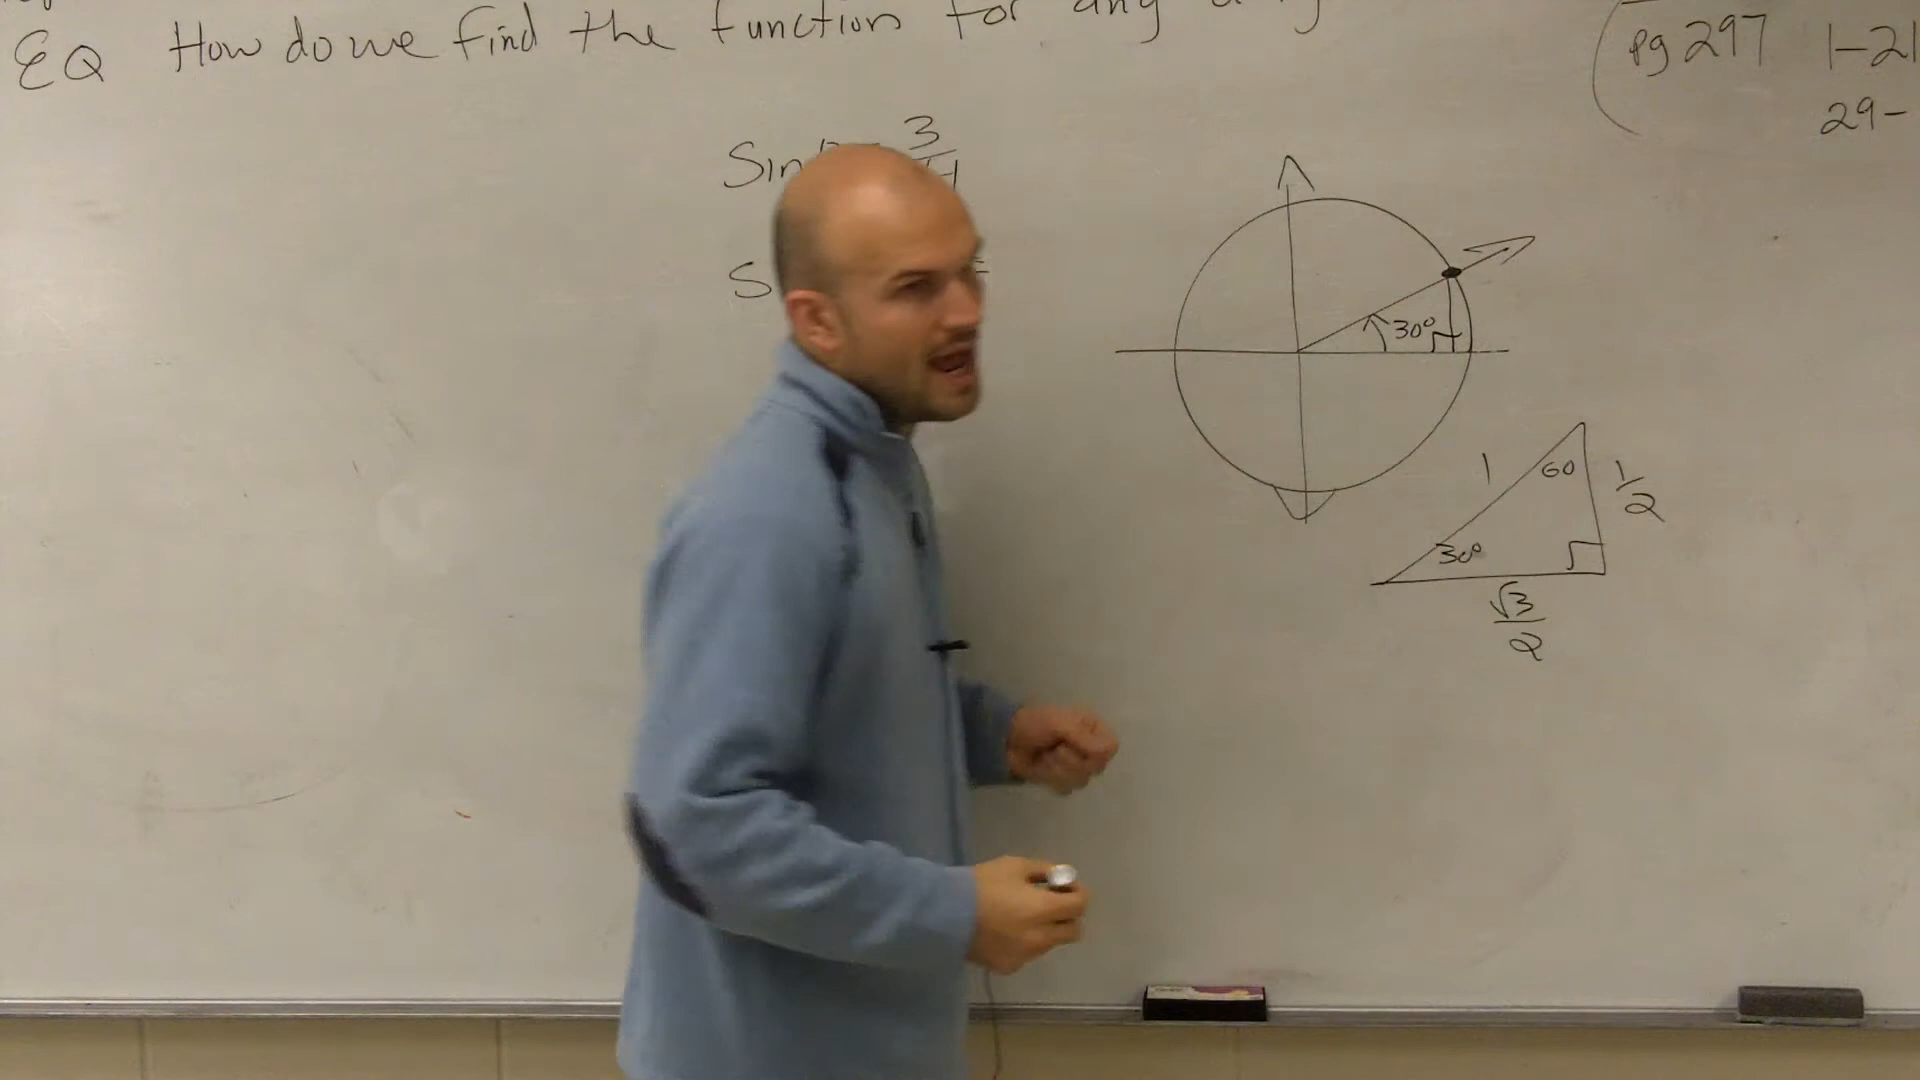 EQ How do we find the function for any
pg 297 1-21
29-
Sin 3/4
S
30°
1 60 1/2
30°
√3/2